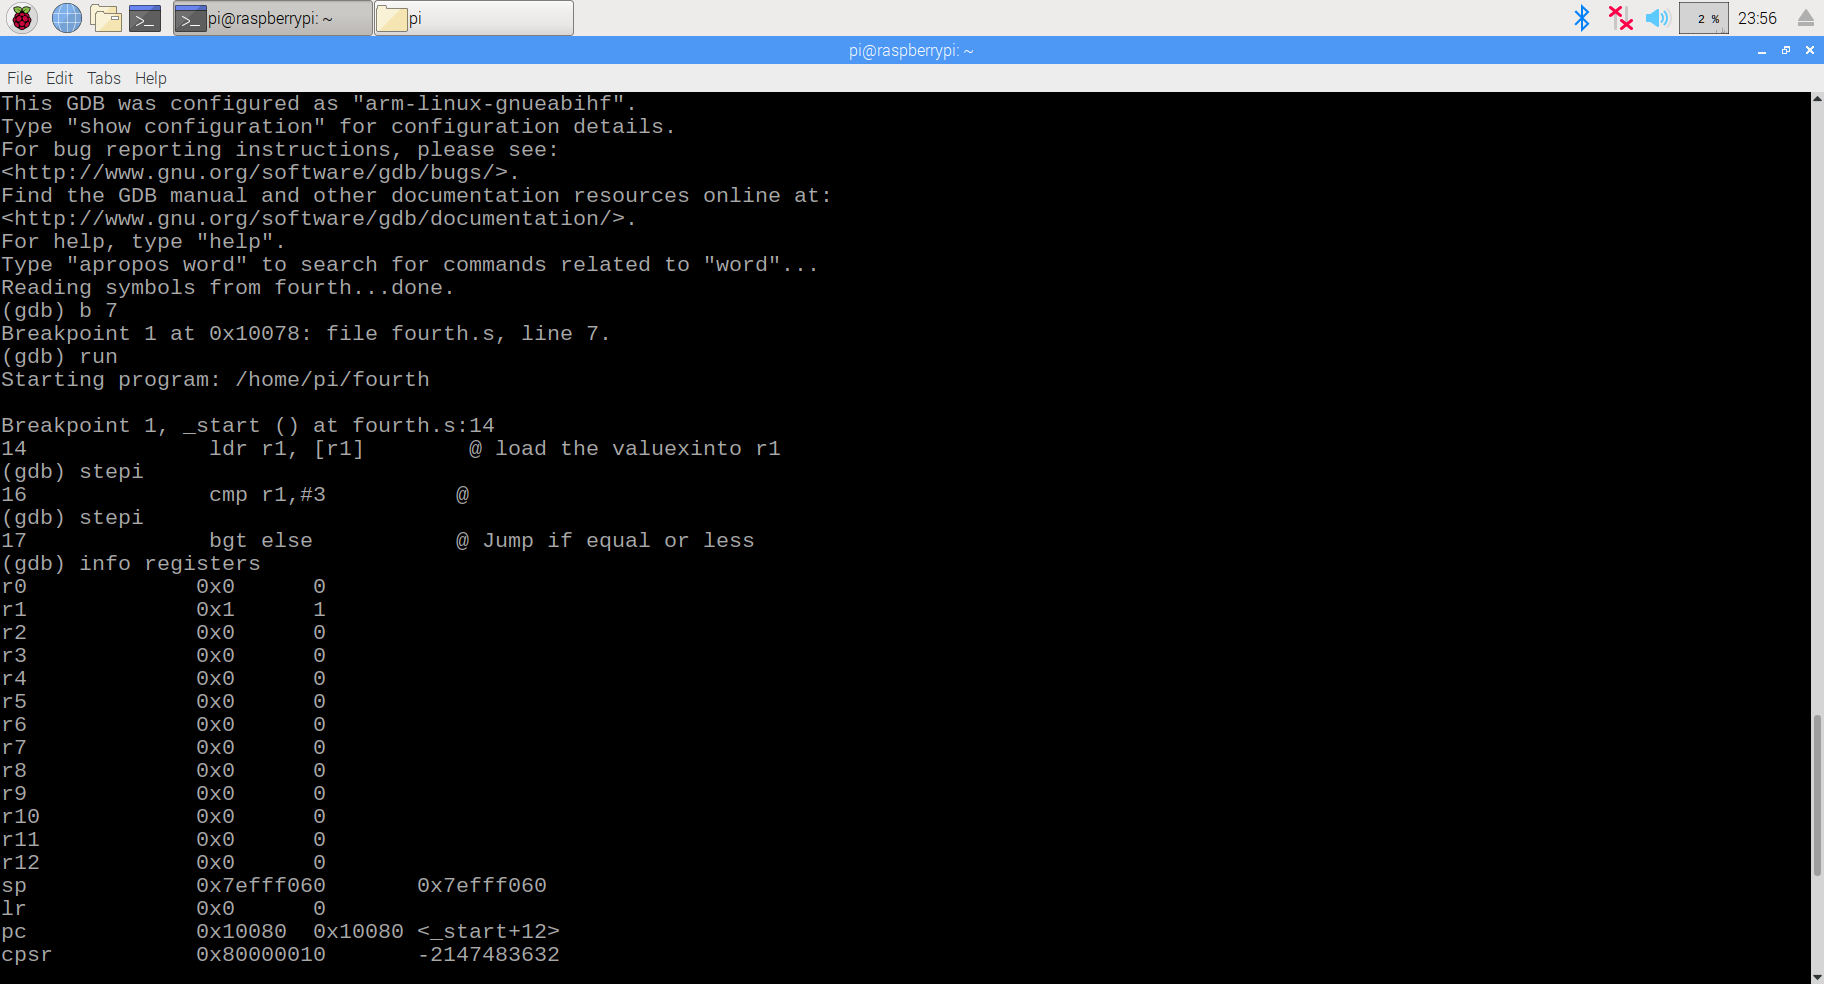 pi@raspberrypi: ~ pi 2 % 23:56
pi@raspberrypi: ~
File Edit Tabs Help
This GDB was configured as "arm-linux-gnueabihf".
Type "show configuration" for configuration details.
For bug reporting instructions, please see:
<http://www.gnu.org/software/gdb/bugs/>.
Find the GDB manual and other documentation resources online at:
<http://www.gnu.org/software/gdb/documentation/>.
For help, type "help".
Type "apropos word" to search for commands related to "word"...
Reading symbols from fourth...done.
(gdb) b 7
Breakpoint 1 at 0x10078: file fourth.s, line 7.
(gdb) run
Starting program: /home/pi/fourth
Breakpoint 1, _start () at fourth.s:14
14 ldr r1, [r1] @ load the valuexinto r1
(gdb) stepi
16 cmp r1,#3 @
(gdb) stepi
17 bgt else @ Jump if equal or less
(gdb) info registers
r0 0x0 0
r1 0x1 1
r2 0x0 0
r3 0x0 0
r4 0x0 0
r5 0x0 0
r6 0x0 0
r7 0x0 0
r8 0x0 0
r9 0x0 0
r10 0x0 0
r11 0x0 0
r12 0x0 0
sp 0x7efff060 0x7efff060
lr 0x0 0
pc 0x10080 0x10080 <_start+12>
cpsr 0x80000010 -2147483632